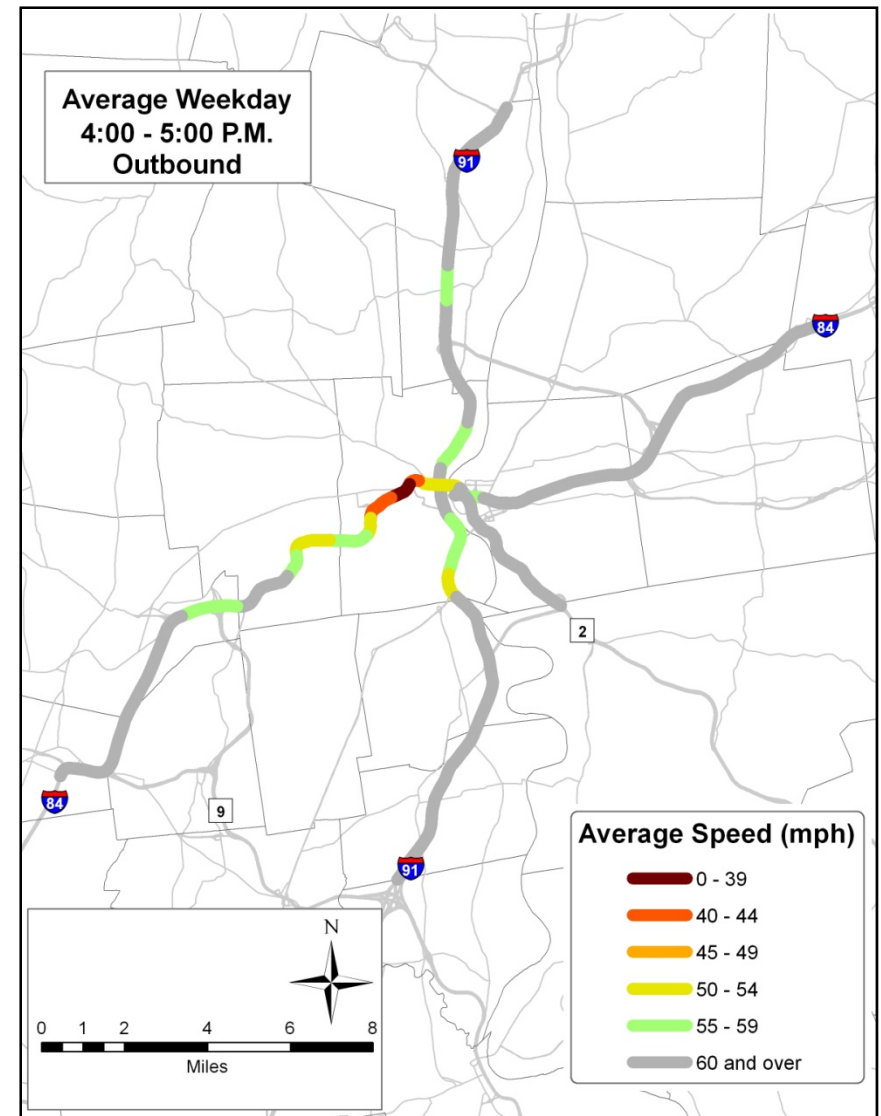 Average Weekday
4:00 - 5:00 P.M.
Outbound
91
84
2
84
9
91
Average Speed (mph)
0 - 39
40 - 44
45 - 49
50 - 54
55 - 59
60 and over
N
0 1 2 4 6 8
Miles